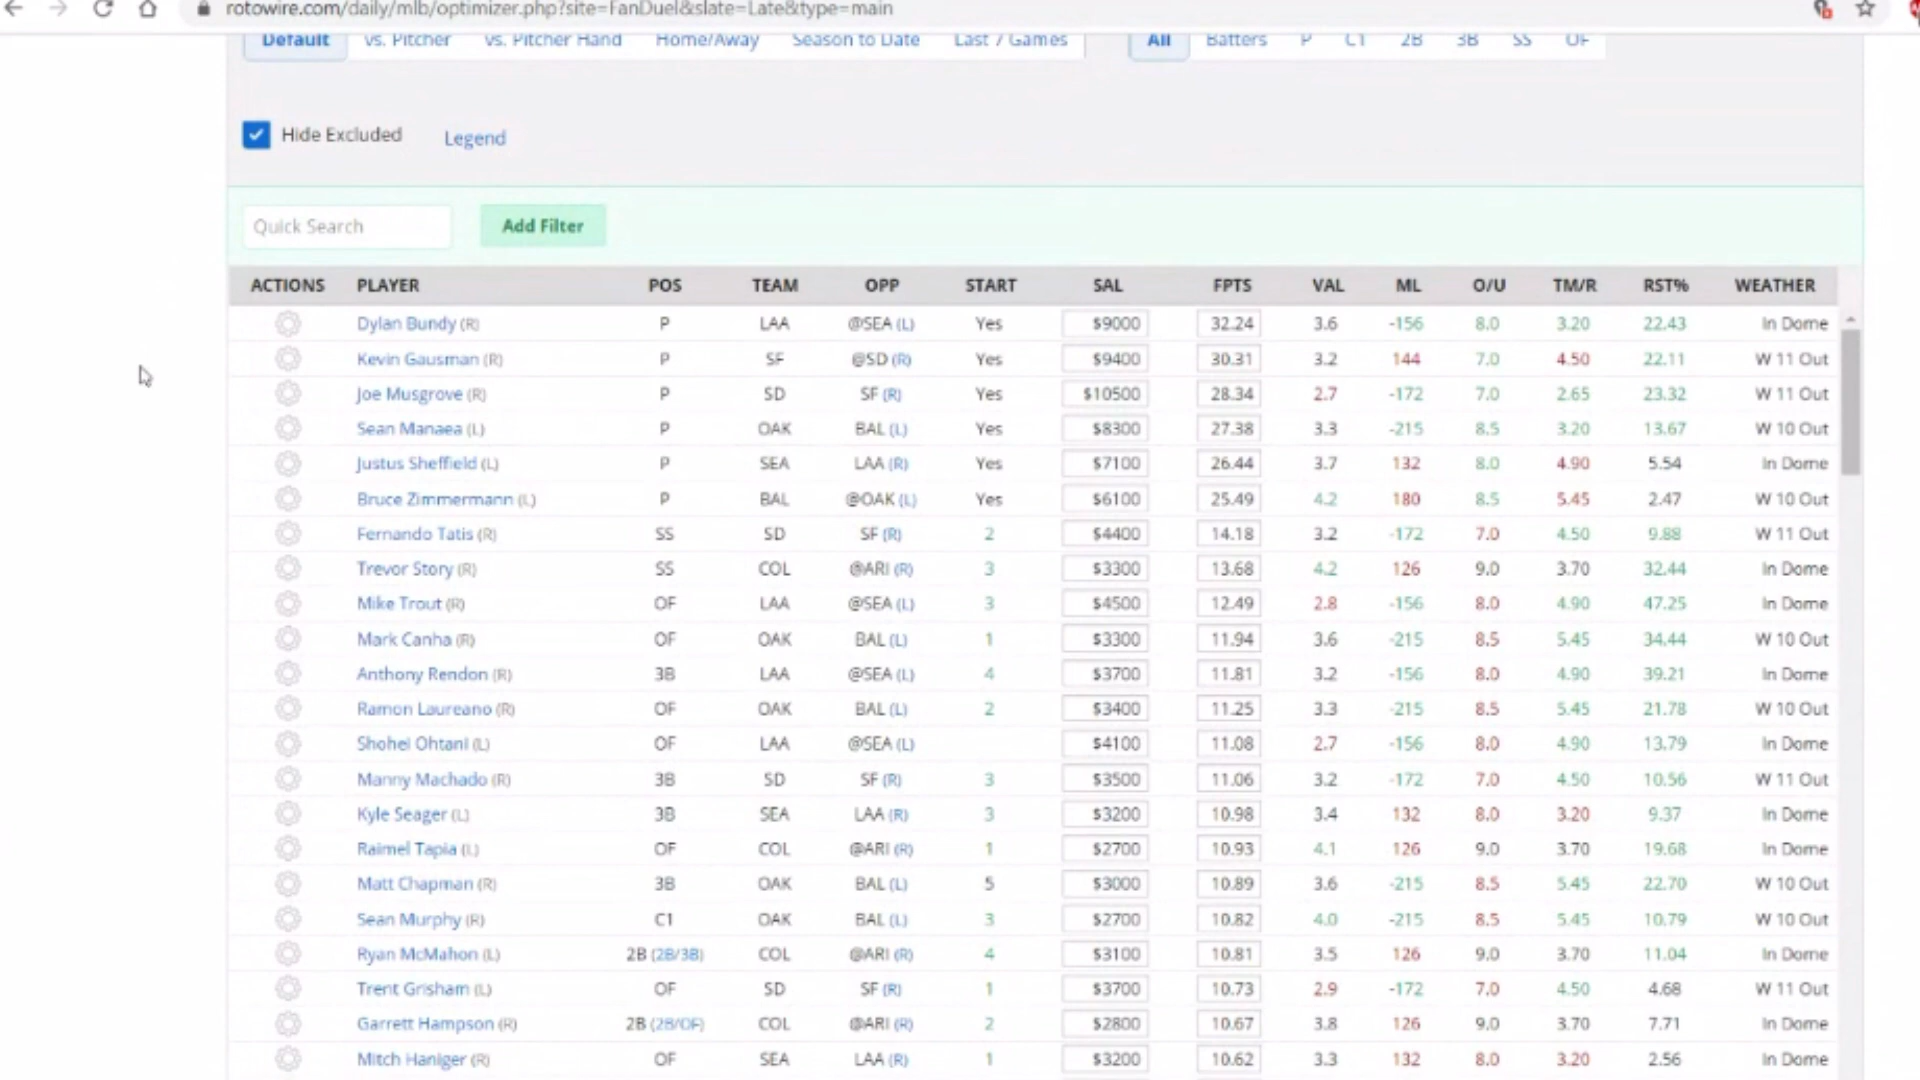 rotowire.com/daily/mlb/optimizer.php?site=FanDuel&slate=Late&type=main
Default vs. Pitcher vs. Pitcher Hand Home/Away Season to Date Last 7 Games All Batters P C1 2B 3B SS OF
Hide Excluded Legend
Quick Search Add Filter
ACTIONS PLAYER POS TEAM OPP START SAL FPTS VAL ML O/U TM/R RST% WEATHER
Dylan Bundy (R) P LAA @SEA (L) Yes $9000 32.24 3.6 -156 8.0 3.20 22.43 In Dome
Kevin Gausman (R) P SF @SD (R) Yes $9400 30.31 3.2 144 7.0 4.50 22.11 W 11 Out
Joe Musgrove (R) P SD SF (R) Yes $10500 28.34 2.7 -172 7.0 2.65 23.32 W 11 Out
Sean Manaea (L) P OAK BAL (L) Yes $8300 27.38 3.3 -215 8.5 3.20 13.67 W 10 Out
Justus Sheffield (L) P SEA LAA (R) Yes $7100 26.44 3.7 132 8.0 4.90 5.54 In Dome
Bruce Zimmermann (L) P BAL @OAK (L) Yes $6100 25.49 4.2 180 8.5 5.45 2.47 W 10 Out
Fernando Tatis (R) SS SD SF (R) 2 $4400 14.18 3.2 -172 7.0 4.50 9.88 W 11 Out
Trevor Story (R) SS COL @ARI (R) 3 $3300 13.68 4.2 126 9.0 3.70 32.44 In Dome
Mike Trout (R) OF LAA @SEA (L) 3 $4500 12.49 2.8 -156 8.0 4.90 47.25 In Dome
Mark Canha (R) OF OAK BAL (L) 1 $3300 11.94 3.6 -215 8.5 5.45 34.44 W 10 Out
Anthony Rendon (R) 3B LAA @SEA (L) 4 $3700 11.81 3.2 -156 8.0 4.90 39.21 In Dome
Ramon Laureano (R) OF OAK BAL (L) 2 $3400 11.25 3.3 -215 8.5 5.45 21.78 W 10 Out
Shohei Ohtani (L) OF LAA @SEA (L) $4100 11.08 2.7 -156 8.0 4.90 13.79 In Dome
Manny Machado (R) 3B SD SF (R) 3 $3500 11.06 3.2 -172 7.0 4.50 10.56 W 11 Out
Kyle Seager (L) 3B SEA LAA (R) 3 $3200 10.98 3.4 132 8.0 3.20 9.37 In Dome
Raimel Tapia (L) OF COL @ARI (R) 1 $2700 10.93 4.1 126 9.0 3.70 19.68 In Dome
Matt Chapman (R) 3B OAK BAL (L) 5 $3000 10.89 3.6 -215 8.5 5.45 22.70 W 10 Out
Sean Murphy (R) C1 OAK BAL (L) 3 $2700 10.82 4.0 -215 8.5 5.45 10.79 W 10 Out
Ryan McMahon (L) 2B (2B/3B) COL @ARI (R) 4 $3100 10.81 3.5 126 9.0 3.70 11.04 In Dome
Trent Grisham (L) OF SD SF (R) 1 $3700 10.73 2.9 -172 7.0 4.50 4.68 W 11 Out
Garrett Hampson (R) 2B (2B/OF) COL @ARI (R) 2 $2800 10.67 3.8 126 9.0 3.70 7.71 In Dome
Mitch Haniger (R) OF SEA LAA (R) 1 $3200 10.62 3.3 132 8.0 3.20 2.56 In Dome